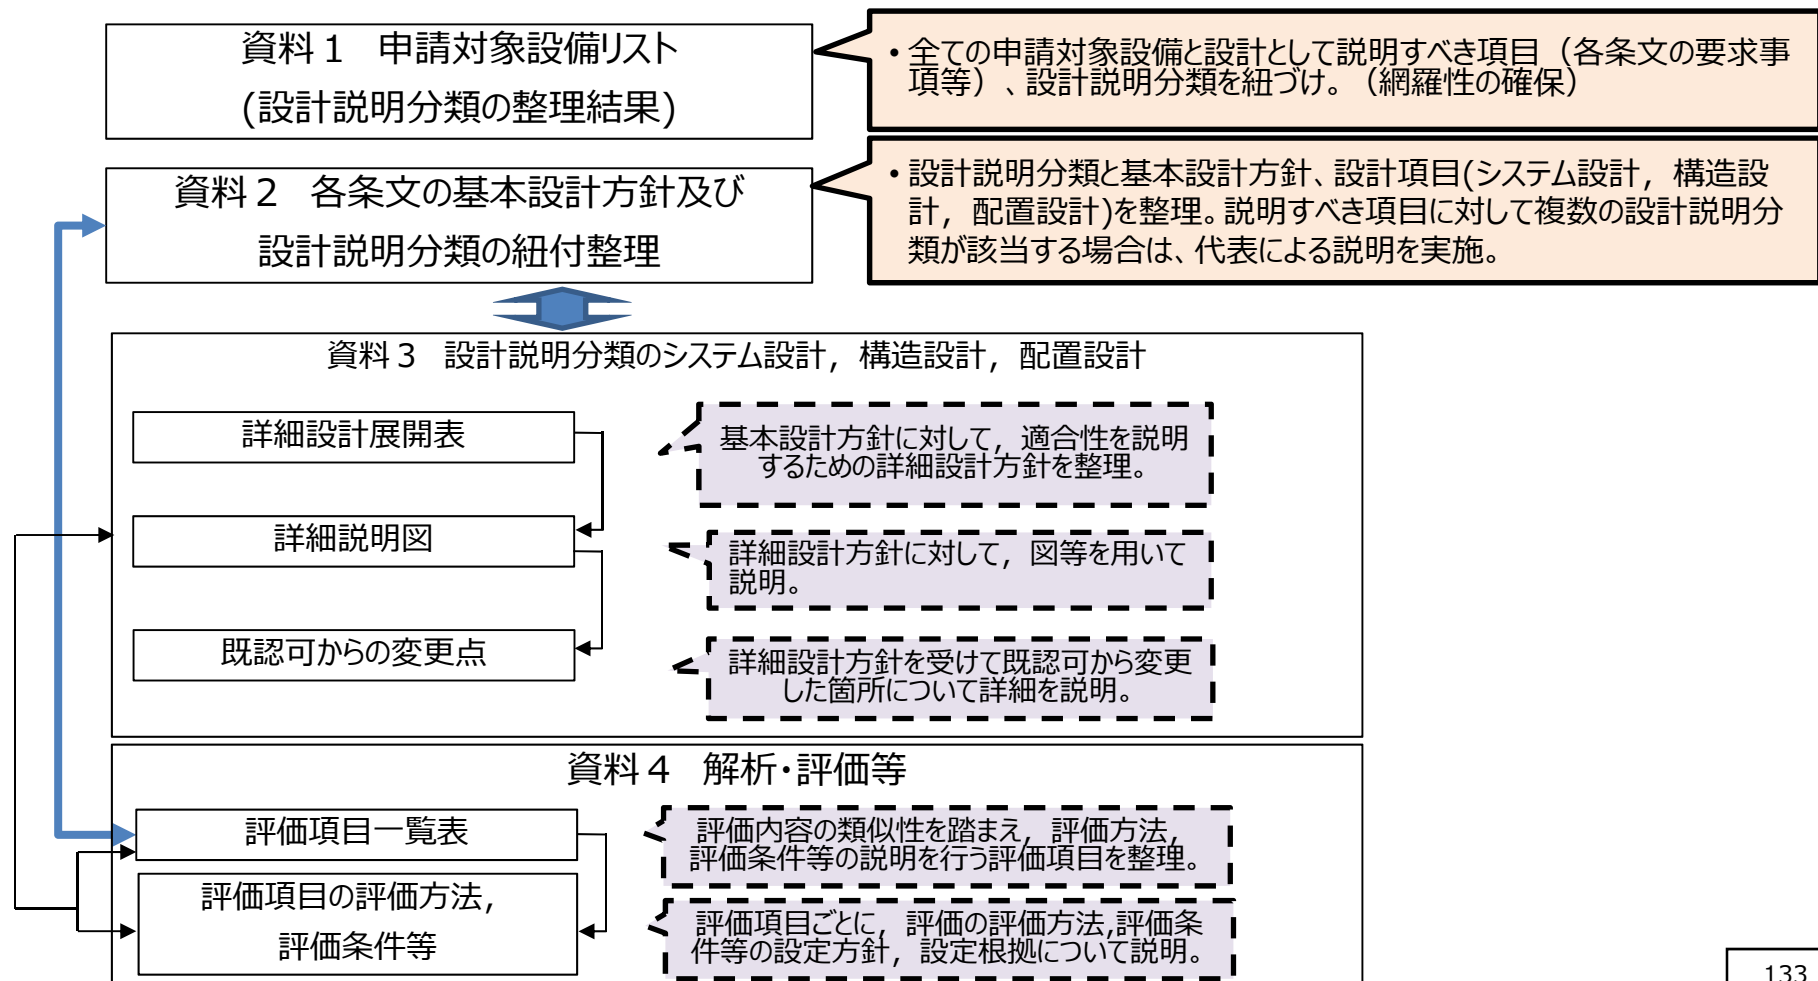 資料１　申請対象設備リスト
(設計説明分類の整理結果)
・全ての申請対象設備と設計として説明すべき項目（各条文の要求事
項等）、設計説明分類を紐づけ。（網羅性の確保）
資料２　各条文の基本設計方針及び
設計説明分類の紐付整理
・設計説明分類と基本設計方針、設計項目(システム設計，構造設
計，配置設計)を整理。説明すべき項目に対して複数の設計説明分
類が該当する場合は、代表による説明を実施。
資料３　設計説明分類のシステム設計，構造設計，配置設計
詳細設計展開表
基本設計方針に対して，適合性を説明
するための詳細設計方針を整理。
詳細説明図
詳細設計方針に対して，図等を用いて
説明。
既認可からの変更点
詳細設計方針を受けて既認可から変更
した箇所について詳細を説明。
資料４　解析・評価等
評価項目一覧表
評価内容の類似性を踏まえ，評価方法，
評価条件等の説明を行う評価項目を整理。
評価項目の評価方法，
評価条件等
評価項目ごとに，評価の評価方法,評価条
件等の設定方針，設定根拠について説明。
133